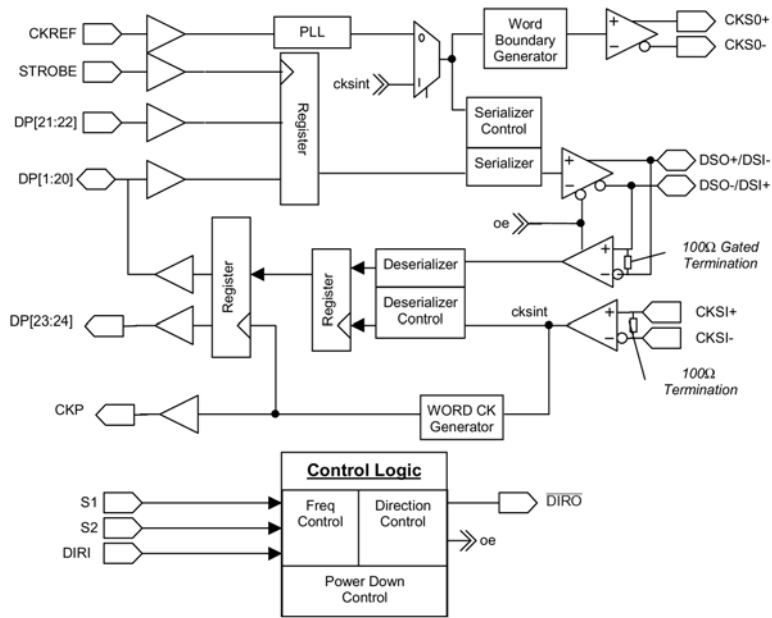 CKREF
PLL
0
Word
Boundary
Generator
+
−
CKS0+
CKS0-
STROBE
cksint
I
Register
DP[21:22]
Serializer
Control
Serializer
DP[1:20]
+
−
DSO+/DSI-
DSO-/DSI+
oe
Register
Register
Deserializer
+
−
100Ω Gated
Termination
Deserializer
Control
cksint
DP[23:24]
+
−
CKSI+
CKSI-
100Ω
Termination
CKP
WORD CK
Generator
Control Logic
S1
S2
DIRI
Freq
Control
Direction
Control
DIRO
oe
Power Down
Control